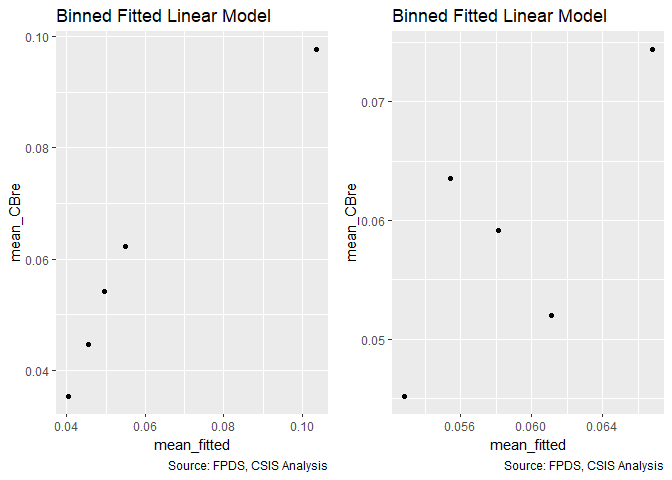 Binned Fitted Linear Model
0.10
0.08
0.06
0.04
mean_CBre
0.04 0.06 0.08 0.10
mean_fitted
Source: FPDS, CSIS Analysis
Binned Fitted Linear Model
0.07
0.06
0.05
mean_CBre
0.056 0.060 0.064
mean_fitted
Source: FPDS, CSIS Analysis